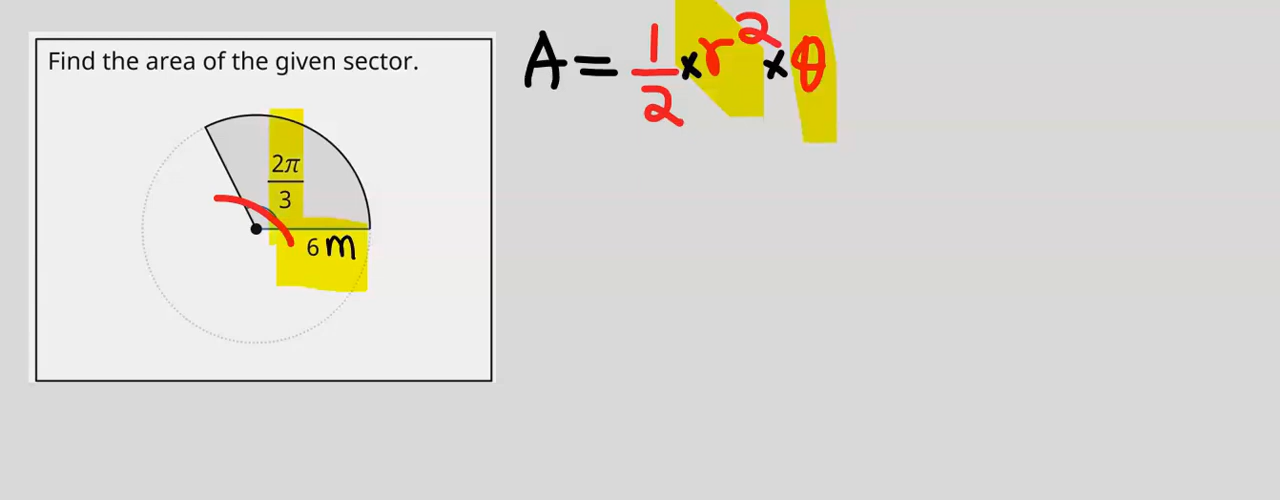 Find the area of the given sector.
A = 1/2 × r² × θ
2π/3
6 m